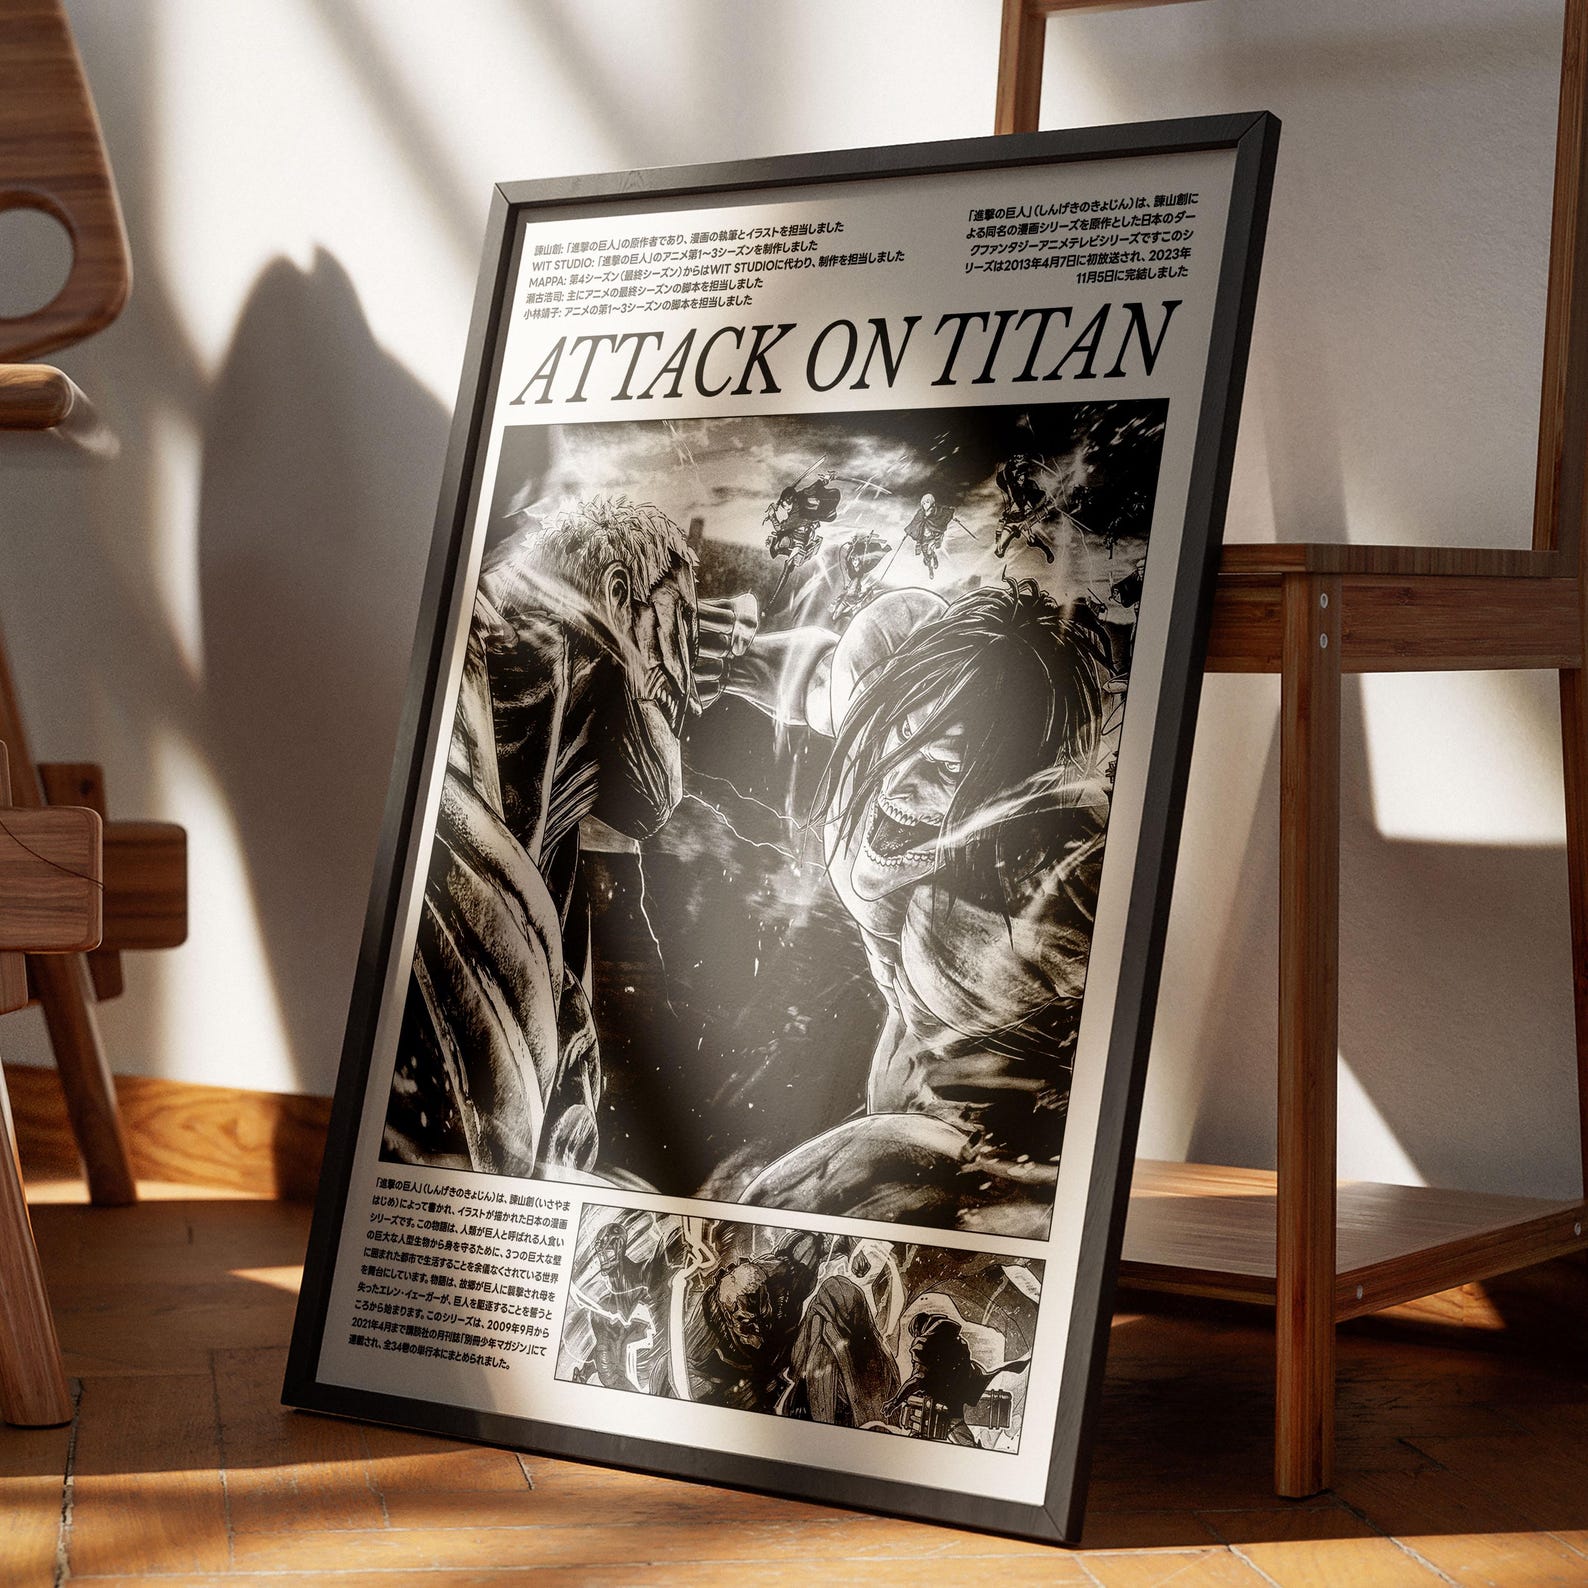 諫山創: 「進撃の巨人」の原作者であり、漫画の執筆とイラストを担当しました
WIT STUDIO: 「進撃の巨人」のアニメ第1〜3シーズンを制作しました
MAPPA: 第4シーズン(最終シーズン)からはWIT STUDIOに代わり、制作を担当しました
瀬古浩司: 主にアニメの最終シーズンの脚本を担当しました
小林靖子: アニメの第1〜3シーズンの脚本を担当しました
「進撃の巨人」(しんげきのきょじん)は、諫山創に
よる同名の漫画シリーズを原作とした日本のダー
クファンタジーアニメテレビシリーズですこのシ
リーズは2013年4月7日に初放送され、2023年
11月5日に完結しました
ATTACK ON TITAN
「進撃の巨人」(しんげきのきょじん)は、諫山創(いさやま
はじめ)によって書かれ、イラストが描かれた日本の漫画
シリーズです。この物語は、人類が巨人と呼ばれる人食い
の巨大な人型生物から身を守るために、3つの巨大な壁
に囲まれた都市で生活することを余儀なくされている世界
を舞台にしています。物語は、故郷が巨人に襲撃され母を
失ったエレン・イェーガーが、巨人を駆逐することを誓うと
ころから始まります。このシリーズは、2009年9月から
2021年4月まで講談社の月刊誌「別冊少年マガジン」にて
連載され、全34巻の単行本にまとめられました。